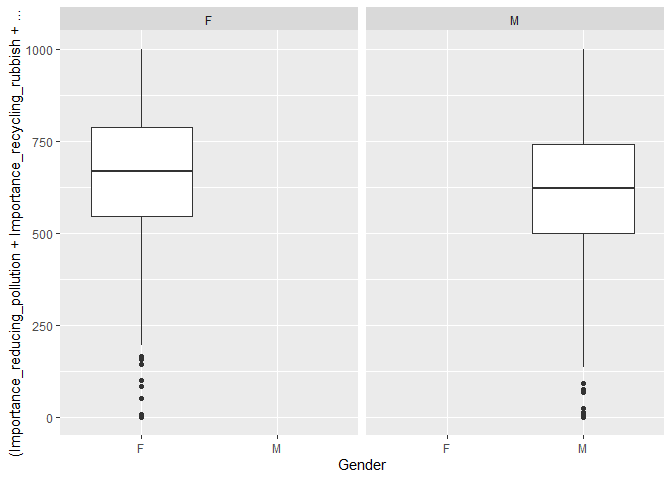 F
M
(Importance_reducing_pollution + Importance_recycling_rubbish + ...
1000
750
500
250
0
F
M
F
M
Gender